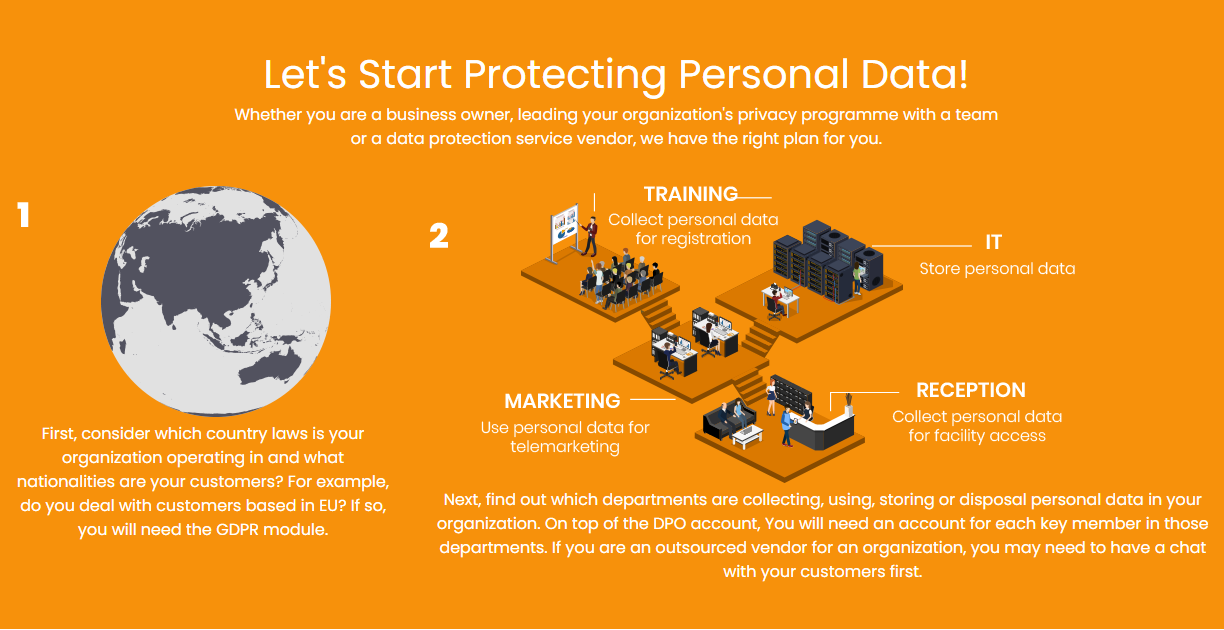 Let's Start Protecting Personal Data!
Whether you are a business owner, leading your organization's privacy programme with a team
or a data protection service vendor, we have the right plan for you.
1
First, consider which country laws is your
organization operating in and what
nationalities are your customers? For example,
do you deal with customers based in EU? If so,
you will need the GDPR module.
2
TRAINING
Collect personal data
for registration
IT
Store personal data
MARKETING
Use personal data for
telemarketing
RECEPTION
Collect personal data
for facility access
Next, find out which departments are collecting, using, storing or disposal personal data in your
organization. On top of the DPO account, You will need an account for each key member in those
departments. If you are an outsourced vendor for an organization, you may need to have a chat
with your customers first.